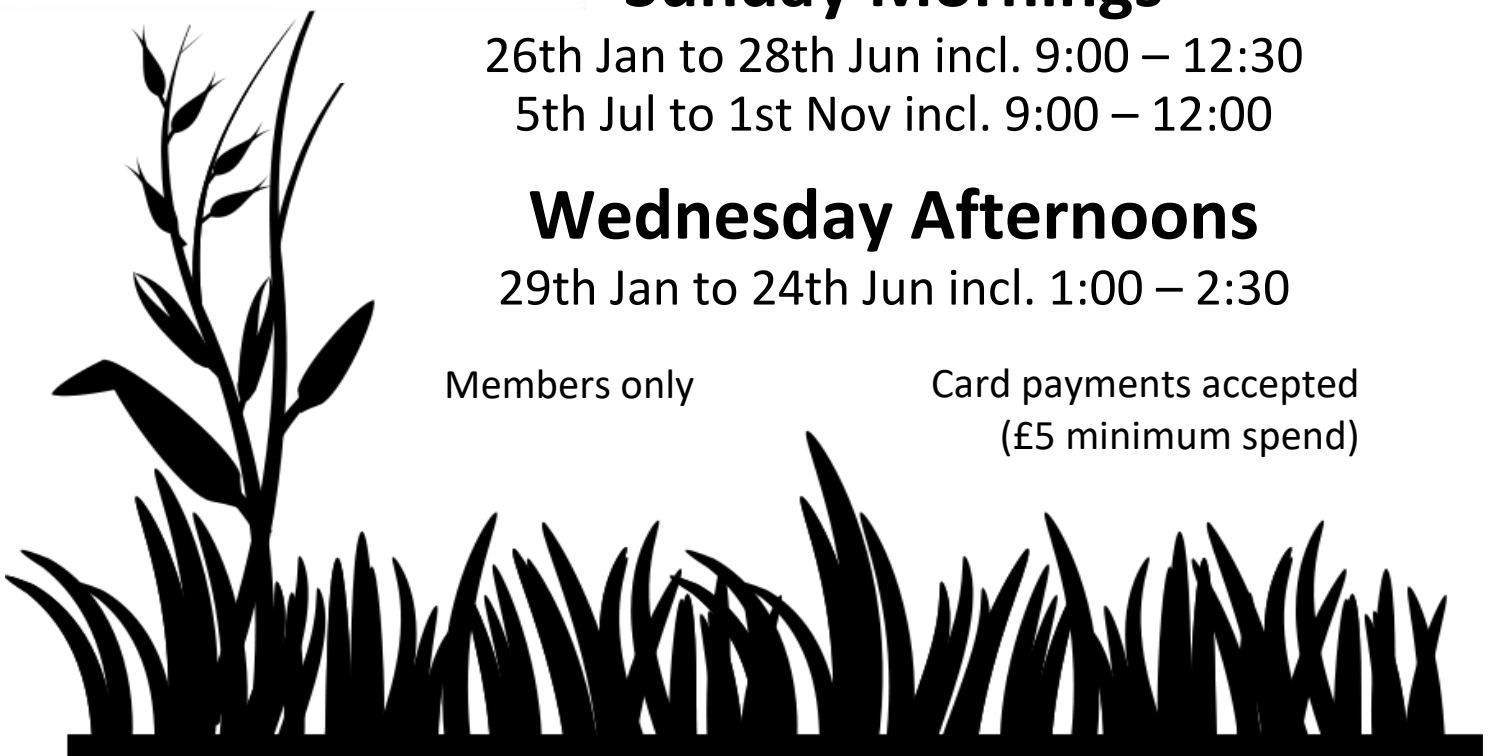 Sunday Mornings
26th Jan to 28th Jun incl. 9:00 – 12:30
5th Jul to 1st Nov incl. 9:00 – 12:00
Wednesday Afternoons
29th Jan to 24th Jun incl. 1:00 – 2:30
Members only
Card payments accepted
(£5 minimum spend)